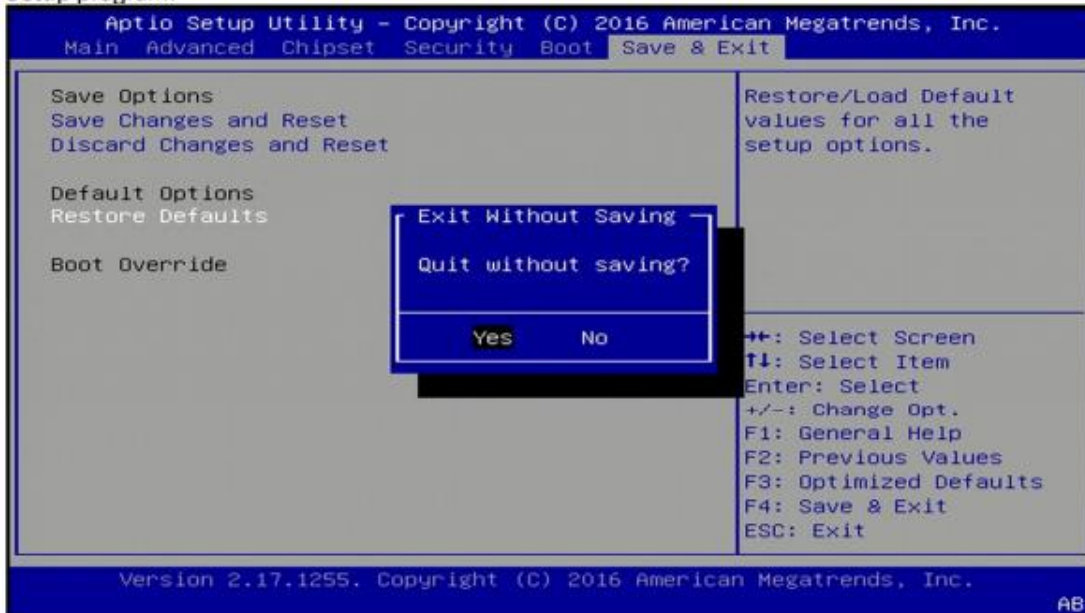 Aptio Setup Utility – Copyright (C) 2016 American Megatrends, Inc.
Main Advanced Chipset Security Boot Save & Exit
Save Options
Save Changes and Reset
Discard Changes and Reset
Default Options
Restore Defaults
Boot Override
Exit Without Saving
Quit without saving?
Yes No
Restore/Load Default
values for all the
setup options.
→←: Select Screen
↑↓: Select Item
Enter: Select
+/-: Change Opt.
F1: General Help
F2: Previous Values
F3: Optimized Defaults
F4: Save & Exit
ESC: Exit
Version 2.17.1255. Copyright (C) 2016 American Megatrends, Inc.
AB